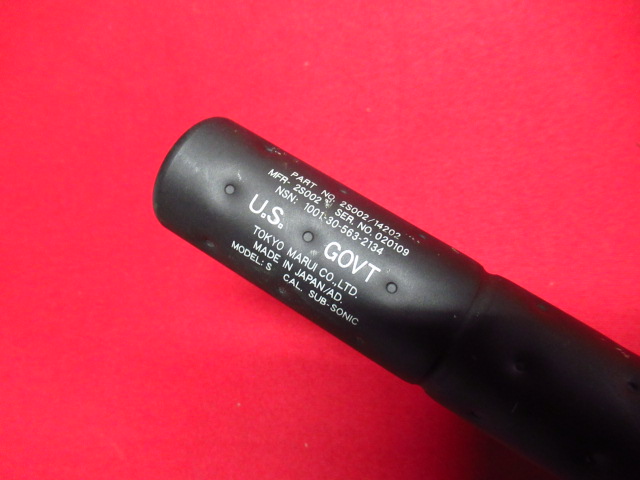 PART NO. 2S002/14202
MFR- 2S002 SER. NO. 020109
NSN: 1001-30-563-2134
U.S. GOVT
TOKYO MARUI CO., LTD.
MADE IN JAPAN/AD.
MODEL: S CAL. SUB-SONIC